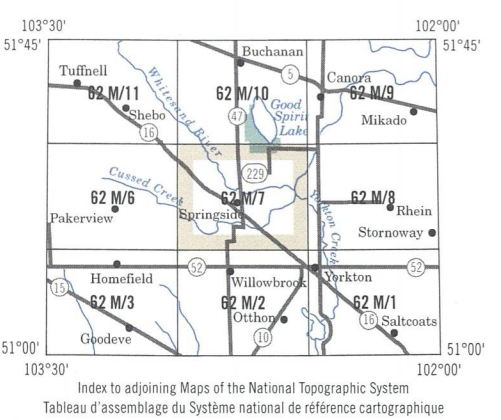 103°30' 102°00'
51°45' 51°45'
Buchanan
Tuffnell
5
Canora
62 M/11
62 M/10
62 M/9
Shebo
47
Good
Spirit
Lake
Mikado
16
Whitesand River
229
Cussed Creek
62 M/6
62 M/7
62 M/8
Pakerview
Springside
Rhein
Yorkton Creek
Stornoway
Homefield
52
Willowbrook
Yorkton
52
15
62 M/3
62 M/2
62 M/1
Otthon
16
Saltcoats
Goodeve
10
51°00' 51°00'
103°30' 102°00'
Index to adjoining Maps of the National Topographic System
Tableau d'assemblage du Système national de référence cartographique